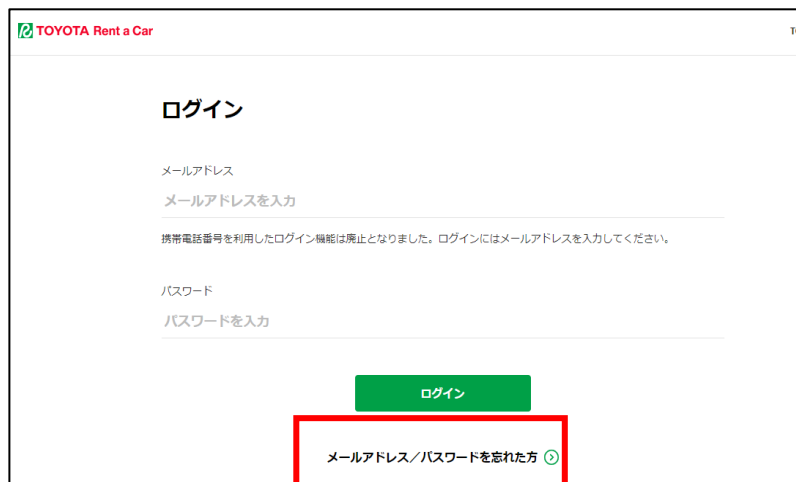 TOYOTA Rent a Car
ログイン
メールアドレス
メールアドレスを入力
携帯電話番号を利用したログイン機能は廃止となりました。ログインにはメールアドレスを入力してください。
パスワード
パスワードを入力
ログイン
メールアドレス／パスワードを忘れた方